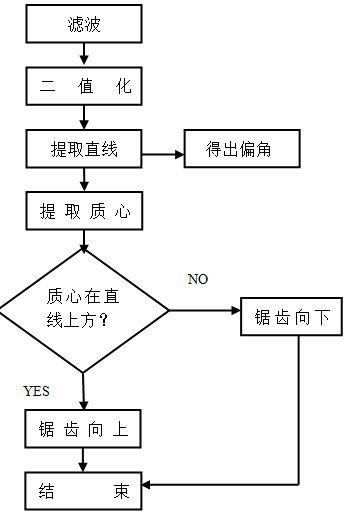 滤波
二值化
提取直线
得出偏角
提取质心
质心在直
线上方？
NO
锯齿向下
YES
锯齿向上
结束